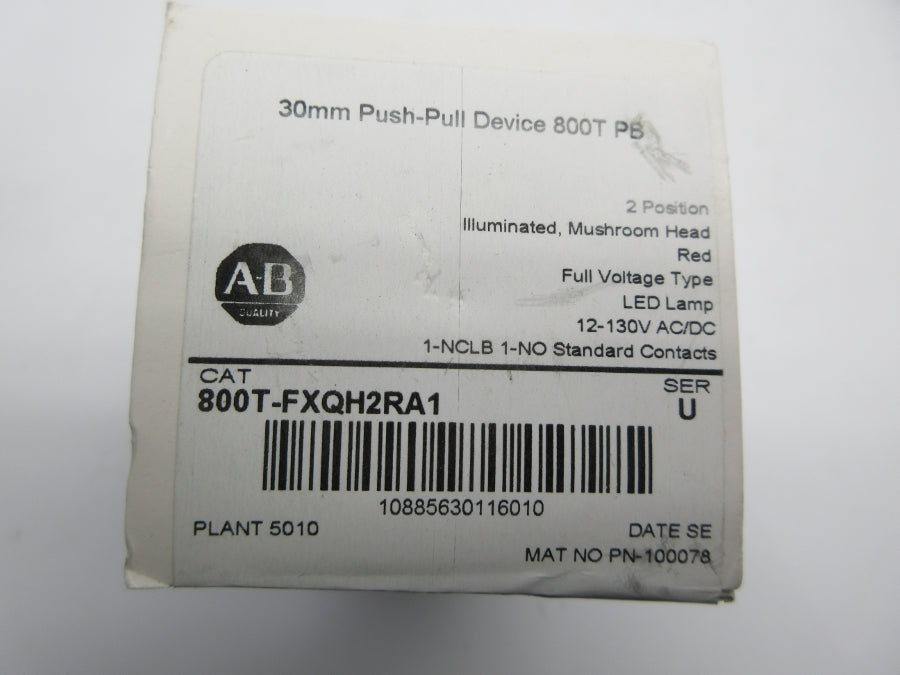 30mm Push-Pull Device 800T PB
2 Position
Illuminated, Mushroom Head
Red
Full Voltage Type
LED Lamp
12-130V AC/DC
1-NCLB 1-NO Standard Contacts
A-B
QUALITY
CAT
800T-FXQH2RA1
SER
U
10885630116010
PLANT 5010
DATE SE
MAT NO PN-100078